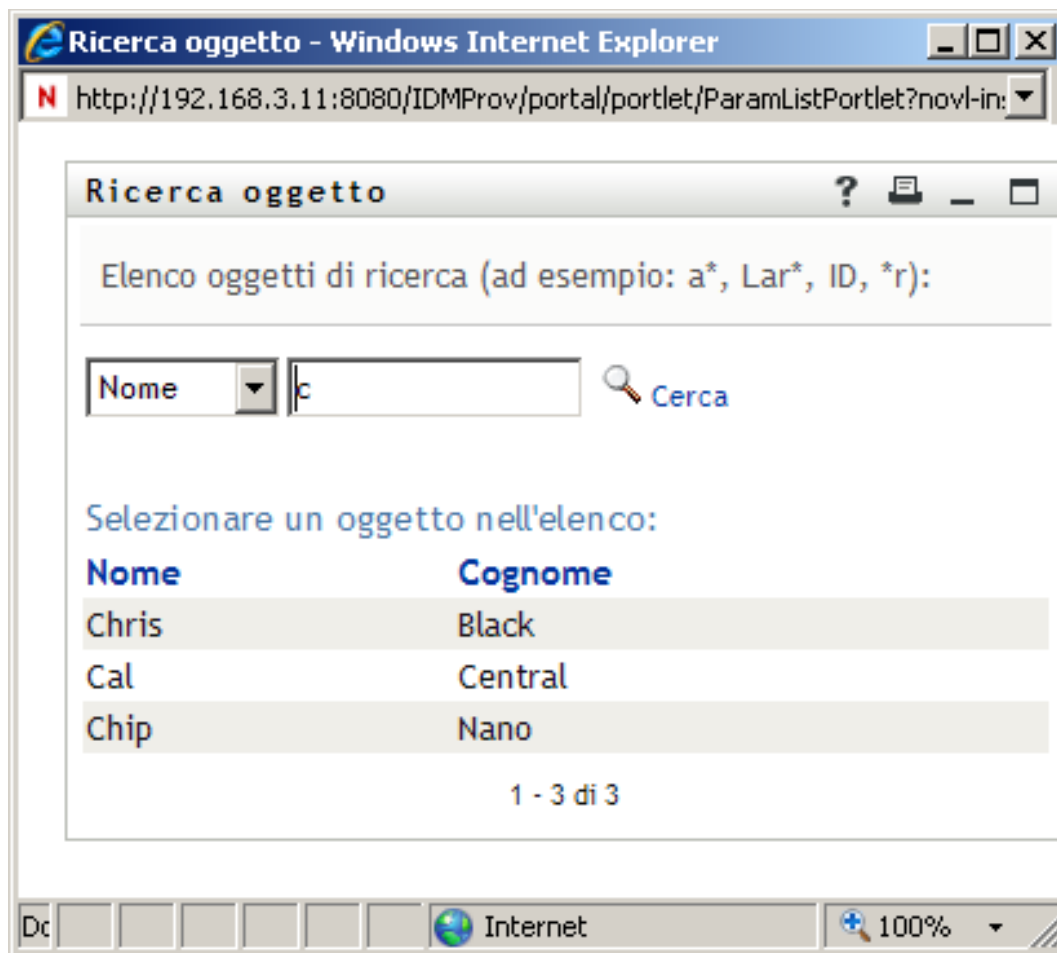 Ricerca oggetto - Windows Internet Explorer
N http://192.168.3.11:8080/IDMProv/portal/portlet/ParamListPortlet?novl-in:
Ricerca oggetto ?
Elenco oggetti di ricerca (ad esempio: a*, Lar*, ID, *r):
Nome c Cerca
Selezionare un oggetto nell'elenco:
Nome Cognome
Chris Black
Cal Central
Chip Nano
1 - 3 di 3
Internet 100%